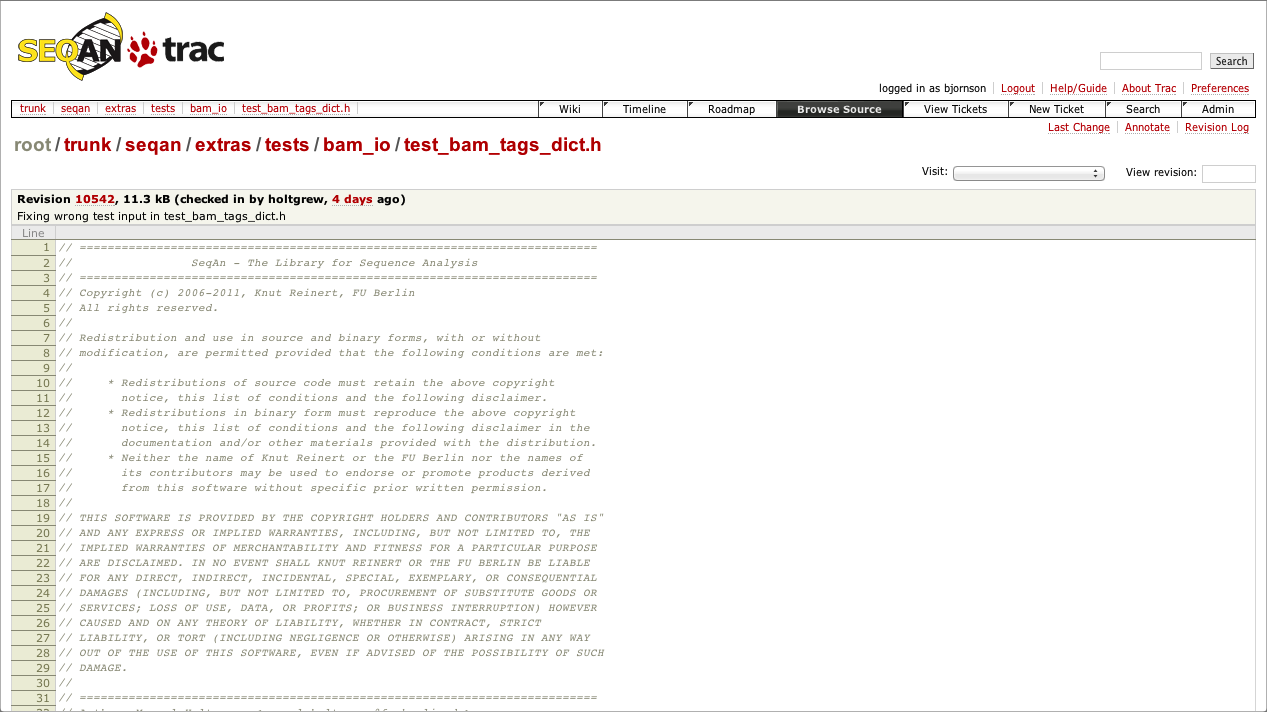 SEQAN trac
Search
logged in as bjornson Logout Help/Guide About Trac Preferences
trunk seqan extras tests bam_io test_bam_tags_dict.h Wiki Timeline Roadmap Browse Source View Tickets New Ticket Search Admin
Last Change Annotate Revision Log
root / trunk / seqan / extras / tests / bam_io / test_bam_tags_dict.h
Visit: View revision:
Revision 10542, 11.3 kB (checked in by holtgrew, 4 days ago)
Fixing wrong test input in test_bam_tags_dict.h
Line
1 // ==========================================================================
2 //                 SeqAn - The Library for Sequence Analysis
3 // ==========================================================================
4 // Copyright (c) 2006-2011, Knut Reinert, FU Berlin
5 // All rights reserved.
6 //
7 // Redistribution and use in source and binary forms, with or without
8 // modification, are permitted provided that the following conditions are met:
9 //
10 //     * Redistributions of source code must retain the above copyright
11 //       notice, this list of conditions and the following disclaimer.
12 //     * Redistributions in binary form must reproduce the above copyright
13 //       notice, this list of conditions and the following disclaimer in the
14 //       documentation and/or other materials provided with the distribution.
15 //     * Neither the name of Knut Reinert or the FU Berlin nor the names of
16 //       its contributors may be used to endorse or promote products derived
17 //       from this software without specific prior written permission.
18 //
19 // THIS SOFTWARE IS PROVIDED BY THE COPYRIGHT HOLDERS AND CONTRIBUTORS "AS IS"
20 // AND ANY EXPRESS OR IMPLIED WARRANTIES, INCLUDING, BUT NOT LIMITED TO, THE
21 // IMPLIED WARRANTIES OF MERCHANTABILITY AND FITNESS FOR A PARTICULAR PURPOSE
22 // ARE DISCLAIMED. IN NO EVENT SHALL KNUT REINERT OR THE FU BERLIN BE LIABLE
23 // FOR ANY DIRECT, INDIRECT, INCIDENTAL, SPECIAL, EXEMPLARY, OR CONSEQUENTIAL
24 // DAMAGES (INCLUDING, BUT NOT LIMITED TO, PROCUREMENT OF SUBSTITUTE GOODS OR
25 // SERVICES; LOSS OF USE, DATA, OR PROFITS; OR BUSINESS INTERRUPTION) HOWEVER
26 // CAUSED AND ON ANY THEORY OF LIABILITY, WHETHER IN CONTRACT, STRICT
27 // LIABILITY, OR TORT (INCLUDING NEGLIGENCE OR OTHERWISE) ARISING IN ANY WAY
28 // OUT OF THE USE OF THIS SOFTWARE, EVEN IF ADVISED OF THE POSSIBILITY OF SUCH
29 // DAMAGE.
30 //
31 // ==========================================================================